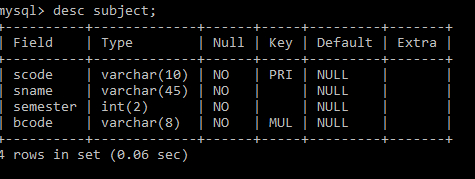 mysql> desc subject;
+-----------+-------------+------+-----+---------+-------+
| Field | Type | Null | Key | Default | Extra |
+-----------+-------------+------+-----+---------+-------+
| scode | varchar(10) | NO | PRI | NULL | |
| sname | varchar(45) | NO | | NULL | |
| semester | int(2) | NO | | NULL | |
| bcode | varchar(8) | NO | MUL | NULL | |
+-----------+-------------+------+-----+---------+-------+
4 rows in set (0.06 sec)